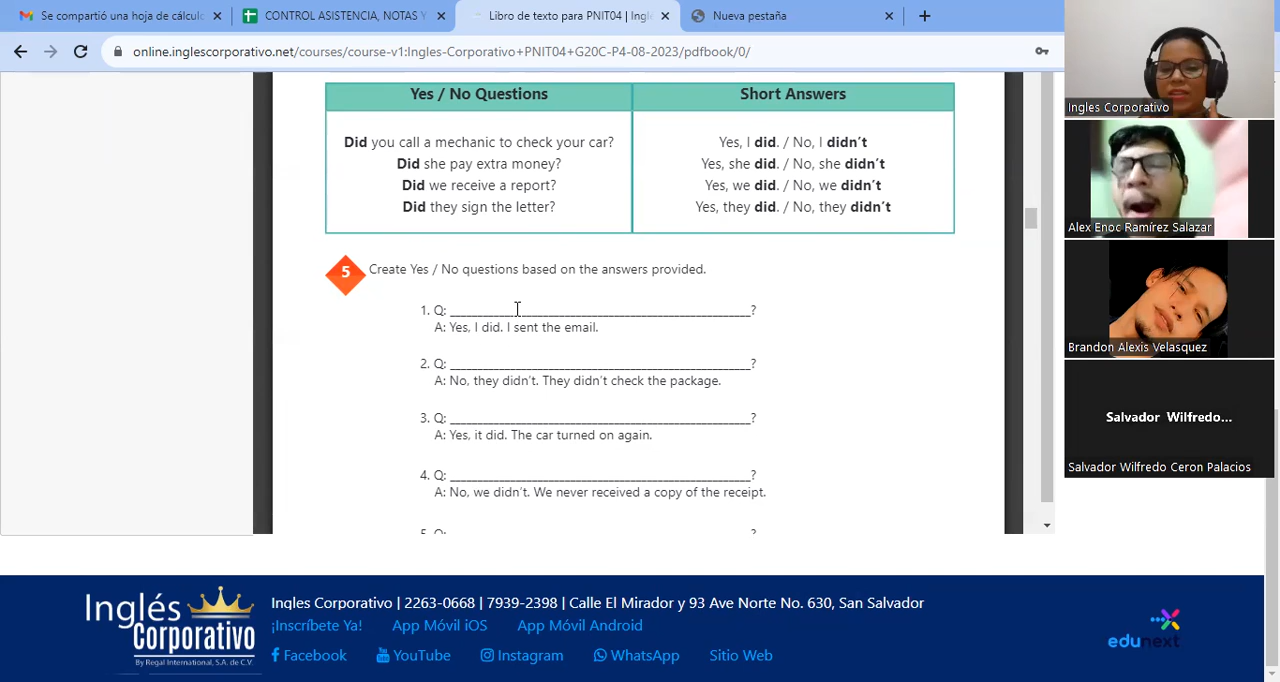 Se compartió una hoja de cálculo
CONTROL ASISTENCIA, NOTAS Y
Libro de texto para PNIT04 | Inglé
Nueva pestaña
online.inglescorporativo.net/courses/course-v1:Ingles-Corporativo+PNIT04+G20C-P4-08-2023/pdfbook/0/
Yes / No Questions
Short Answers
Did you call a mechanic to check your car?
Yes, I did. / No, I didn't
Did she pay extra money?
Yes, she did. / No, she didn't
Did we receive a report?
Yes, we did. / No, we didn't
Did they sign the letter?
Yes, they did. / No, they didn't
5 Create Yes / No questions based on the answers provided.
1. Q: ______________________________?
A: Yes, I did. I sent the email.
2. Q: ______________________________?
A: No, they didn't. They didn't check the package.
3. Q: ______________________________?
A: Yes, it did. The car turned on again.
4. Q: ______________________________?
A: No, we didn't. We never received a copy of the receipt.
Ingles Corporativo
Alex Enoc Ramírez Salazar
Brandon Alexis Velasquez
Salvador Wilfredo...
Salvador Wilfredo Ceron Palacios
Inglés
Corporativo
By Regal International, S.A. de C.V.
Ingles Corporativo | 2263-0668 | 7939-2398 | Calle El Mirador y 93 Ave Norte No. 630, San Salvador
¡Inscríbete Ya! App Móvil iOS App Móvil Android
Facebook YouTube Instagram WhatsApp Sitio Web
edunext